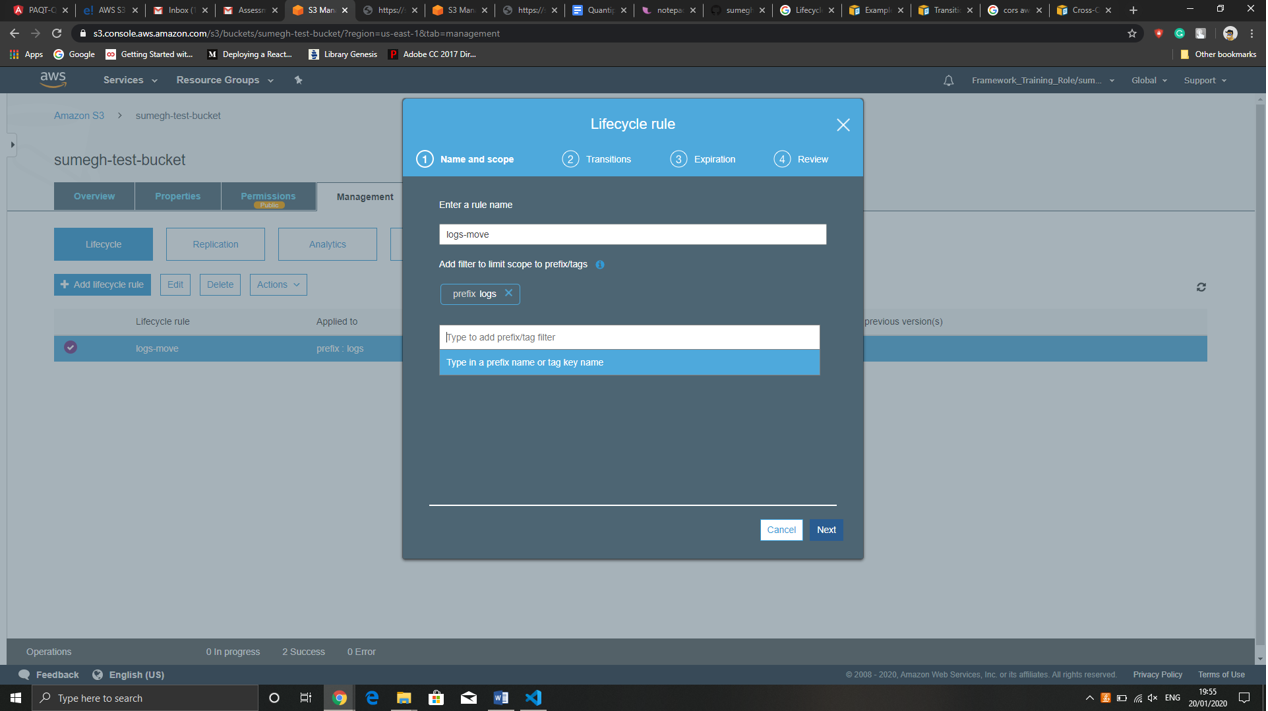 PAQT-C
AWS S3
Inbox (
Assessm
S3 Man
https://
S3 Man
https://
Quantip
notepa
sumegh
Lifecycl
Example
Transiti
cors aw
Cross-C
s3.console.aws.amazon.com/s3/buckets/sumegh-test-bucket/?region=us-east-1&tab=management
Apps
Google
Getting Started wit...
Deploying a React...
Library Genesis
Adobe CC 2017 Dir...
Other bookmarks
aws
Services
Resource Groups
Framework_Training_Role/sum...
Global
Support
Amazon S3 > sumegh-test-bucket
sumegh-test-bucket
Overview
Properties
Permissions
Public
Management
Lifecycle
Replication
Analytics
+ Add lifecycle rule
Edit
Delete
Actions
Lifecycle rule
Applied to
previous version(s)
logs-move
prefix : logs
Lifecycle rule
1 Name and scope
2 Transitions
3 Expiration
4 Review
Enter a rule name
logs-move
Add filter to limit scope to prefix/tags
prefix logs
Type to add prefix/tag filter
Type in a prefix name or tag key name
Cancel
Next
Operations
0 In progress
2 Success
0 Error
Feedback
English (US)
© 2008 - 2020, Amazon Web Services, Inc. or its affiliates. All rights reserved.
Privacy Policy
Terms of Use
Type here to search
ENG
19:55
20/01/2020